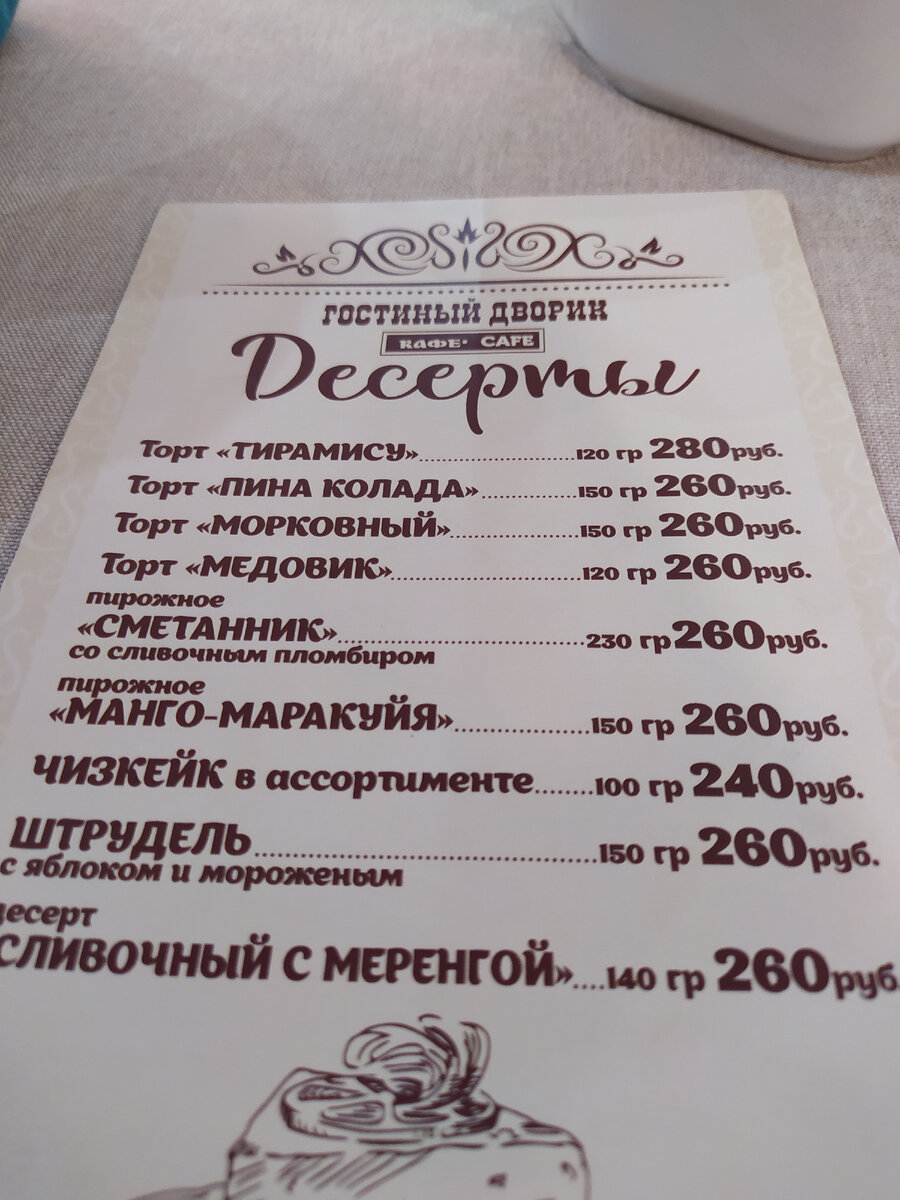 ГОСТИНЫЙ ДВОРИК
КАФЕ· CAFE
Десерты
Торт «ТИРАМИСУ»..................120 гр 280руб.
Торт «ПИНА КОЛАДА»..............150 гр 260руб.
Торт «МОРКОВНЫЙ»...................150 гр 260руб.
Торт «МЕДОВИК»............................120 гр 260руб.
пирожное
«СМЕТАННИК»....................................230 гр 260руб.
со сливочным пломбиром
пирожное
«МАНГО-МАРАКУЙЯ»....................150 гр 260руб.
ЧИЗКЕЙК в ассортименте........100 гр 240руб.
ШТРУДЕЛЬ..................................................150 гр 260руб.
с яблоком и мороженым
десерт
СЛИВОЧНЫЙ С МЕРЕНГОЙ»....140 гр 260руб.